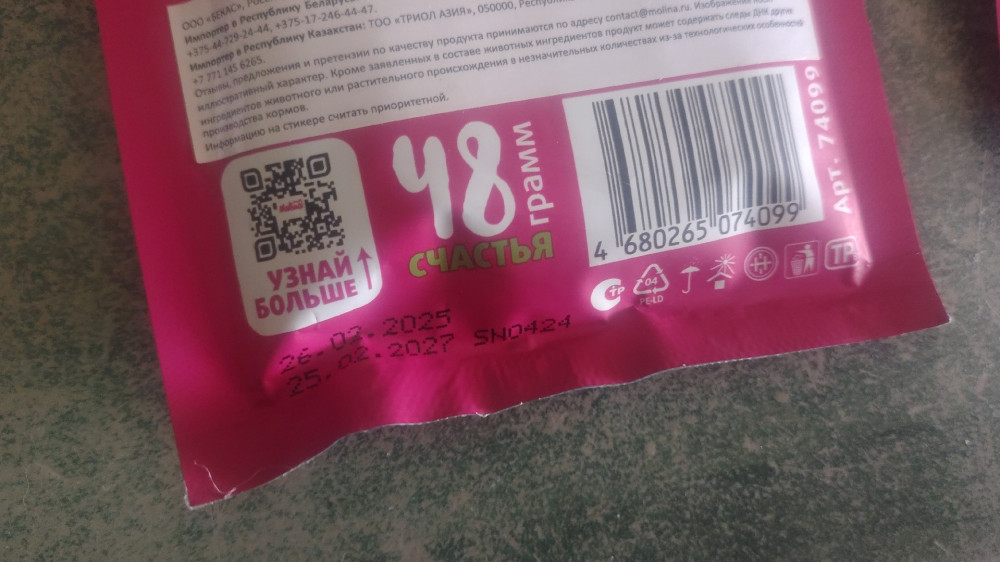 ООО «БЕХАС», РОС
Импортер в Республику Беларусь
+375-44-729-24-44, +375-17-246-44-47.
Импортер в Республику Казахстан: ТОО «ТРИОЛ АЗИЯ», 050000, Республи
+7 771 145 6265.
Отзывы, предложения и претензии по качеству продукта принимаются по адресу contact@molina.ru. Изображения
иллюстративный характер. Кроме заявленных в составе животных ингредиентов продукт может содержать следы ДНК других
ингредиентов животного или растительного происхождения в незначительных количествах из-за технологических особенностей
производства кормов.
Информацию на стикере считать приоритетной.
УЗНАЙ
БОЛЬШЕ
48
грамм
СЧАСТЬЯ
4 680265 074099
АРТ. 74099
СТР
04
PE-LD
ТР
26.02.2025
25.02.2027 SN0424